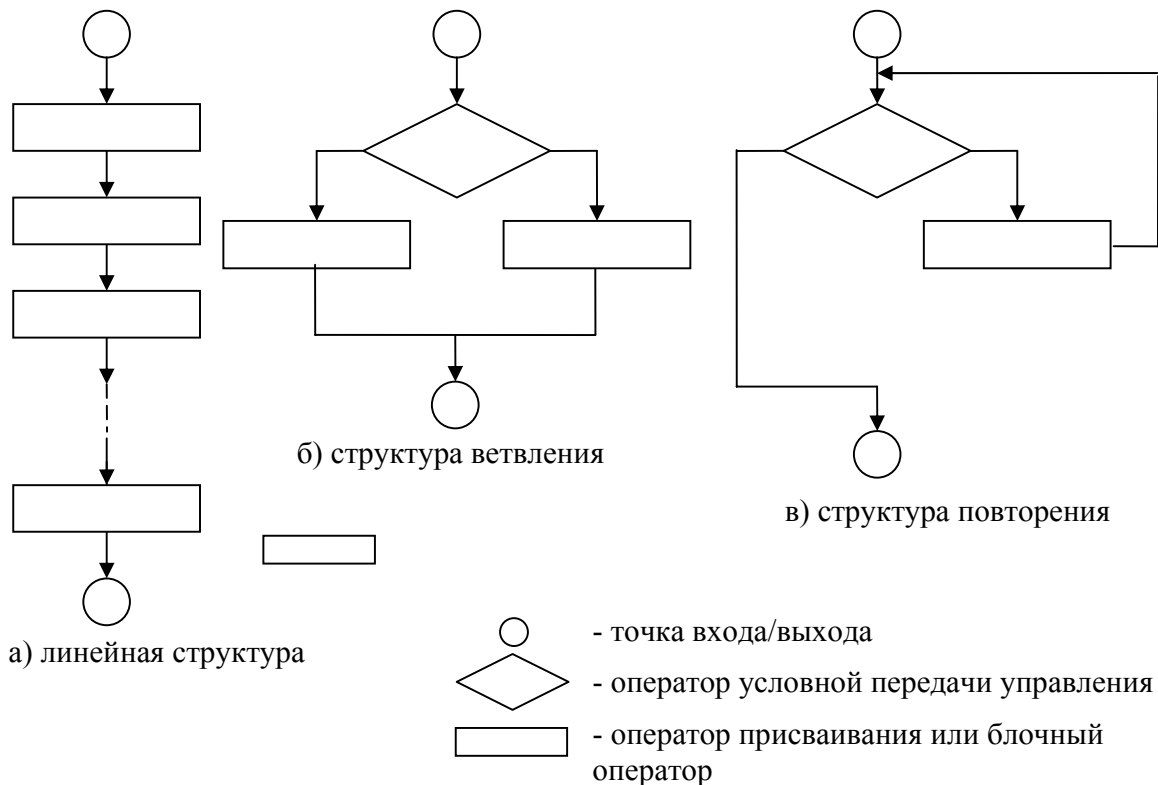 б) структура ветвления
в) структура повторения
а) линейная структура
- точка входа/выхода
- оператор условной передачи управления
- оператор присваивания или блочный
оператор